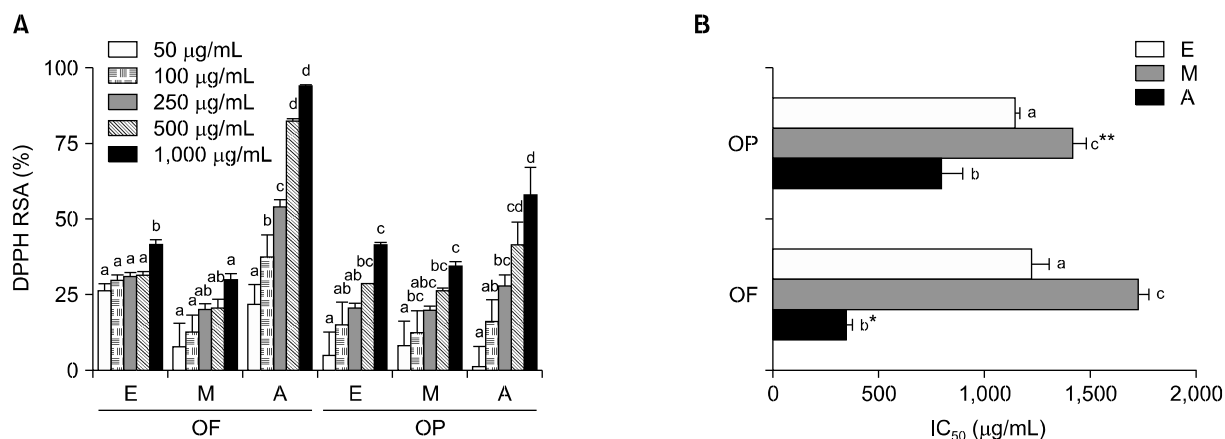 A
50 μg/mL
100 μg/mL
250 μg/mL
500 μg/mL
1,000 μg/mL
DPPH RSA (%)
100
75
50
25
0
a a a a b
a a ab ab a
a b c d d
a ab ab bc c
a abc abc bc c
a ab bc cd d
E M A E M A
OF OP
B
E
M
A
OP
a
c**
b
OF
a
c
b*
0 500 1,000 1,500 2,000
IC50 (μg/mL)